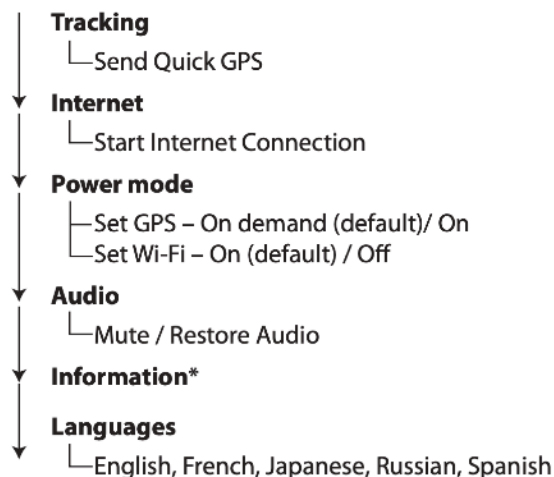 Tracking
Send Quick GPS
Internet
Start Internet Connection
Power mode
Set GPS – On demand (default)/ On
Set Wi-Fi – On (default) / Off
Audio
Mute / Restore Audio
Information*
Languages
English, French, Japanese, Russian, Spanish